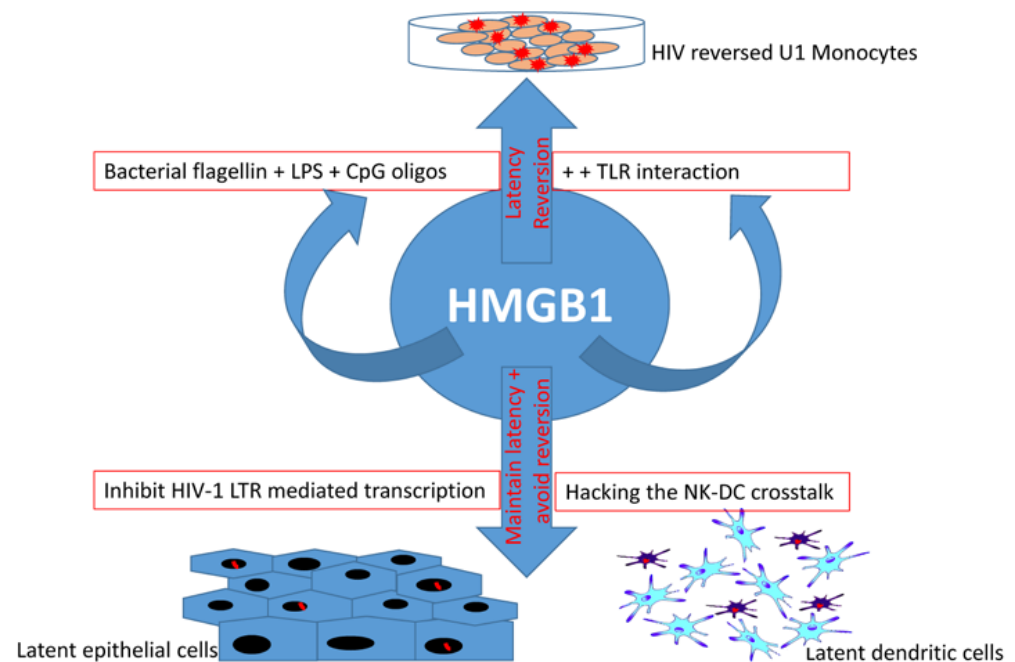 HIV reversed U1 Monocytes
Bacterial flagellin + LPS + CpG oligos
Latency
Reversion
+ + TLR interaction
HMGB1
Maintain latency +
avoid reversion
Inhibit HIV-1 LTR mediated transcription
Hacking the NK-DC crosstalk
Latent epithelial cells
Latent dendritic cells